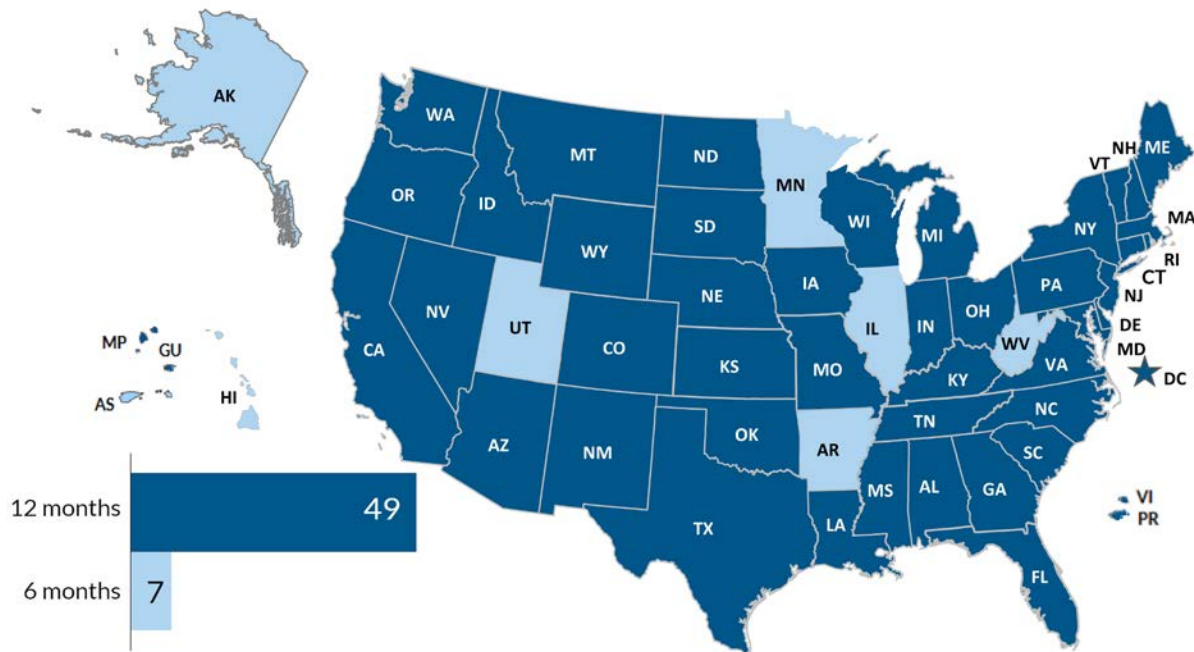 AK
WA
MT
ND
MN
VT
NH
ME
OR
ID
SD
WI
MI
NY
MA
WY
RI
CT
IA
NE
PA
NJ
OH
IN
IL
NV
UT
DE
MP
GU
CA
CO
WV
MD
KS
MO
VA
KY
DC
AS
HI
NC
TN
OK
AZ
NM
AR
SC
MS
AL
GA
VI
PR
12 months
49
TX
LA
FL
6 months
7